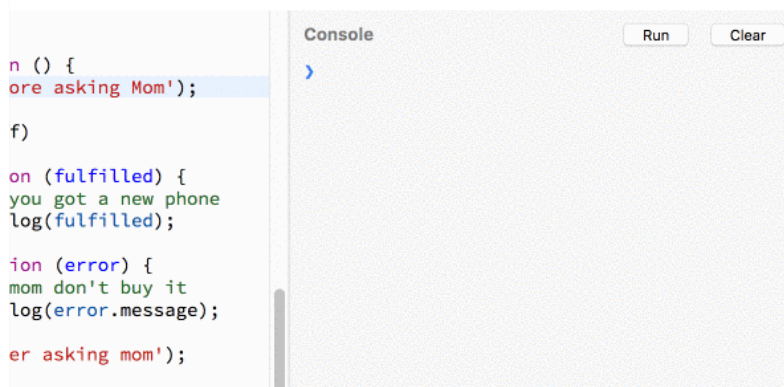 n () {
ore asking Mom');
f)
on (fulfilled) {
you got a new phone
log(fulfilled);
ion (error) {
mom don't buy it
log(error.message);
er asking mom');
Console
Run
Clear
❯